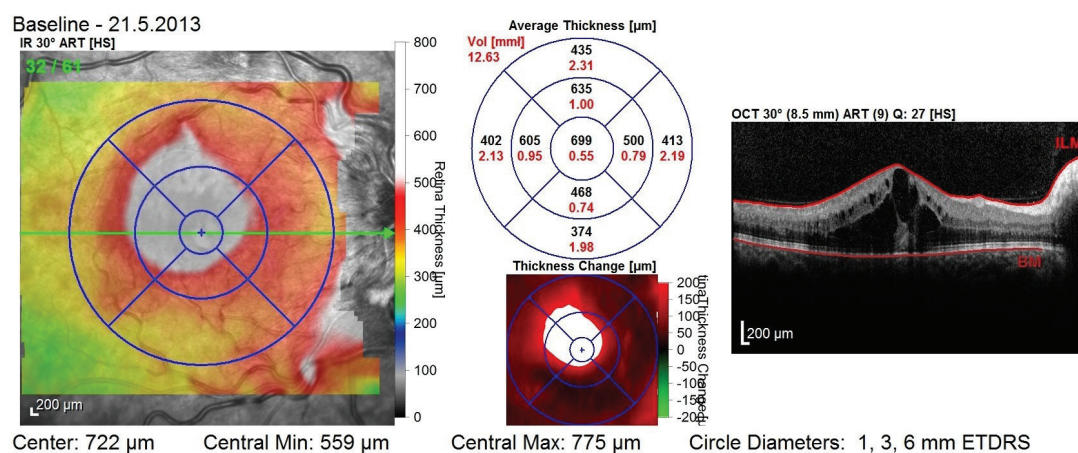 Baseline - 21.5.2013
IR 30° ART [HS]
32 / 61
800
700
600
500
400
300
200
100
0
Retina Thickness [µm]
200 µm
Average Thickness [µm]
Vol [mmł]
12.63
435
2.31
635
1.00
402 605 699 500 413
2.13 0.95 0.55 0.79 2.19
468
0.74
374
1.98
Thickness Change [µm]
200
150
100
50
0
-50
-100
-150
-200
tinaThickness Change[µ
OCT 30° (8.5 mm) ART (9) Q: 27 [HS]
ILM
BM
200 µm
Center: 722 µm Central Min: 559 µm Central Max: 775 µm Circle Diameters: 1, 3, 6 mm ETDRS